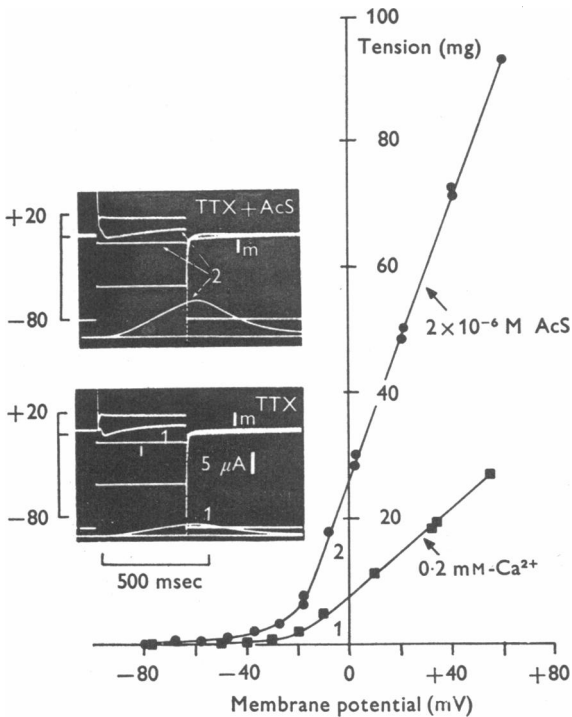 100
Tension (mg)
80
60
40
20
2 × 10⁻⁶ M AcS
0·2 mM-Ca²⁺
2
1
+20
−80
TTX + AcS
Im
2
+20
−80
TTX
Im
1
I
5 μA
1
500 msec
−80
−40
0
+40
+80
Membrane potential (mV)